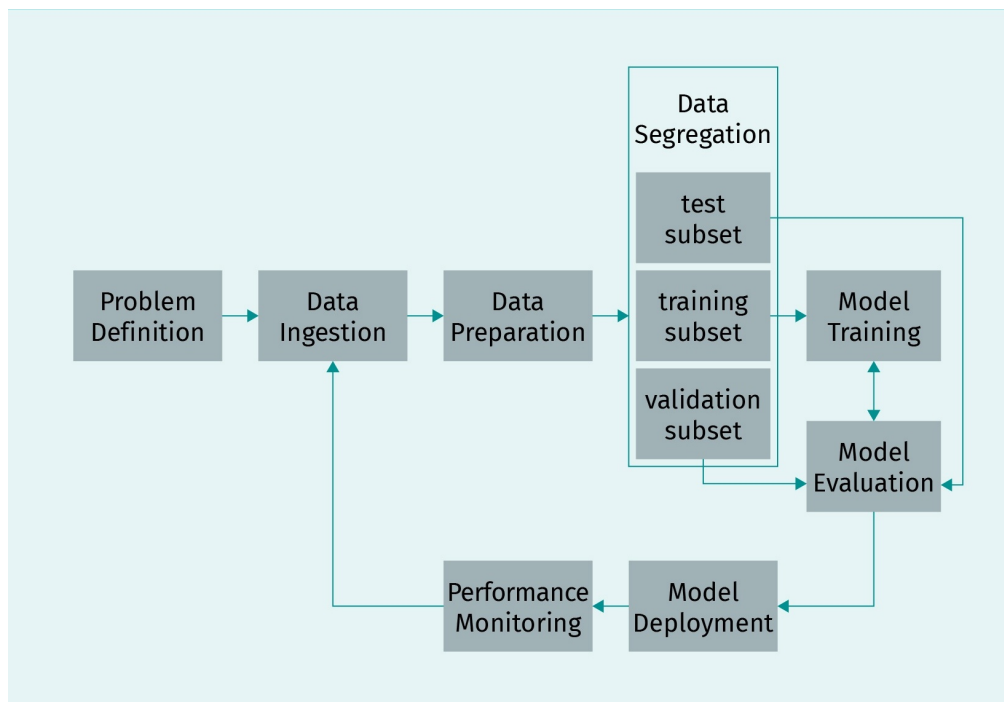 Data
Segregation
test
subset
Problem
Definition
Data
Ingestion
Data
Preparation
training
subset
Model
Training
validation
subset
Model
Evaluation
Performance
Monitoring
Model
Deployment